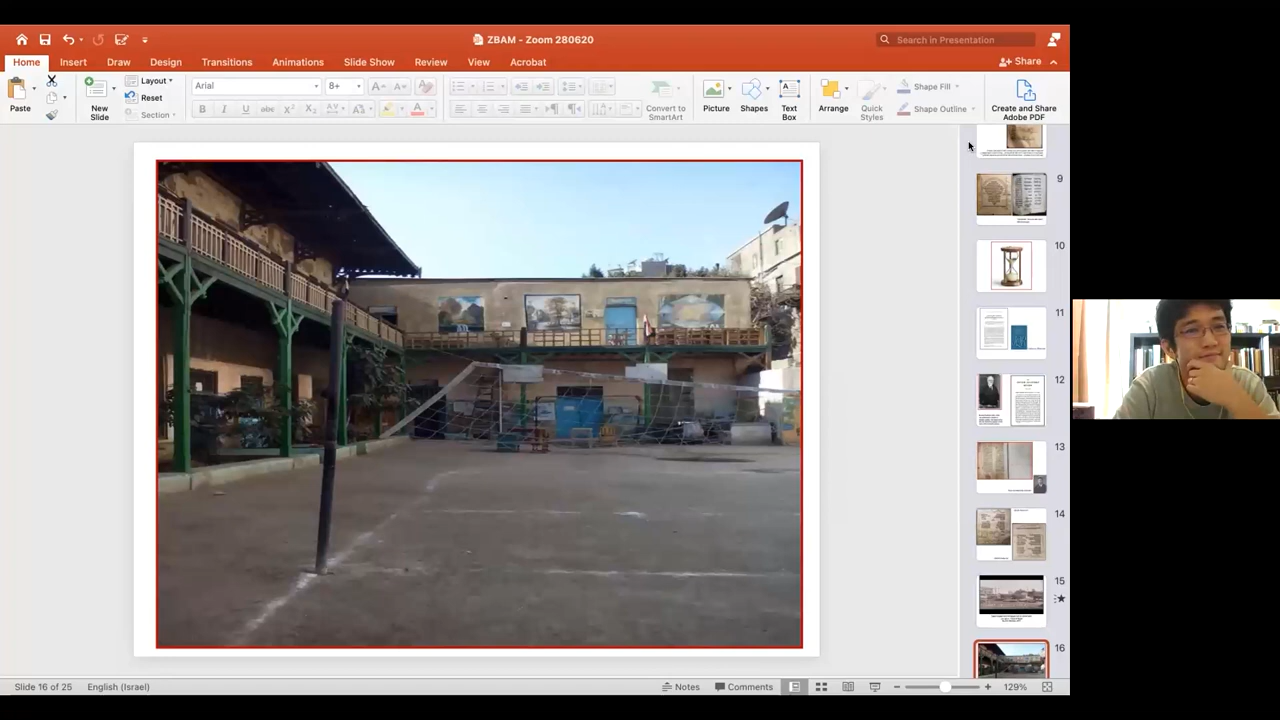 ZBAM - Zoom 280620
Search in Presentation
Home Insert Draw Design Transitions Animations Slide Show Review View Acrobat
Share
Paste
New
Slide
Layout
Reset
Section
Arial
8+
Convert to
SmartArt
Picture
Shapes
Text
Box
Arrange
Quick
Styles
Shape Fill
Shape Outline
Create and Share
Adobe PDF
9
10
11
12
13
14
15
16
Slide 16 of 25
English (Israel)
Notes
Comments
129%